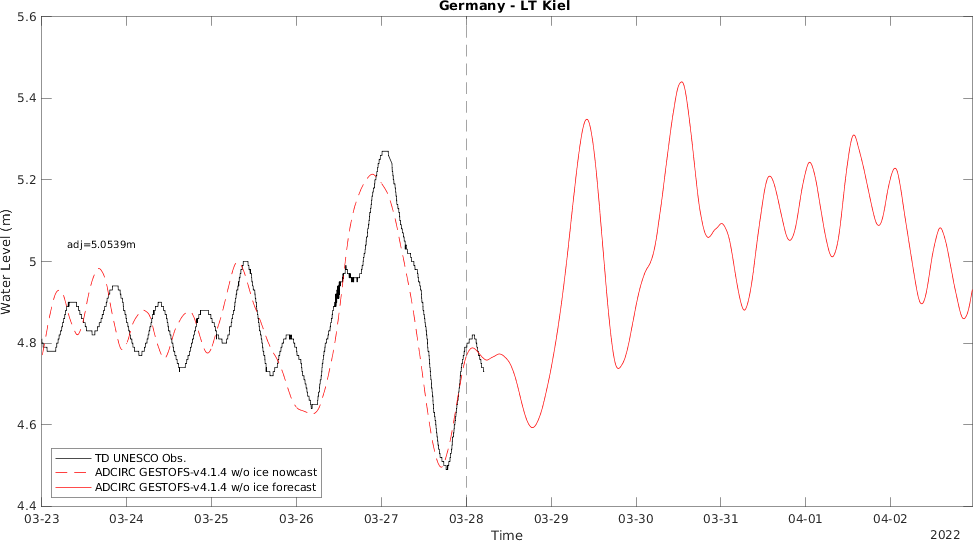 Germany - LT Kiel
5.6
5.4
5.2
5
4.8
4.6
4.4
Water Level (m)
adj=5.0539m
TD UNESCO Obs.
ADCIRC GESTOFS-v4.1.4 w/o ice nowcast
ADCIRC GESTOFS-v4.1.4 w/o ice forecast
03-23 03-24 03-25 03-26 03-27 03-28 03-29 03-30 03-31 04-01 04-02
Time
2022